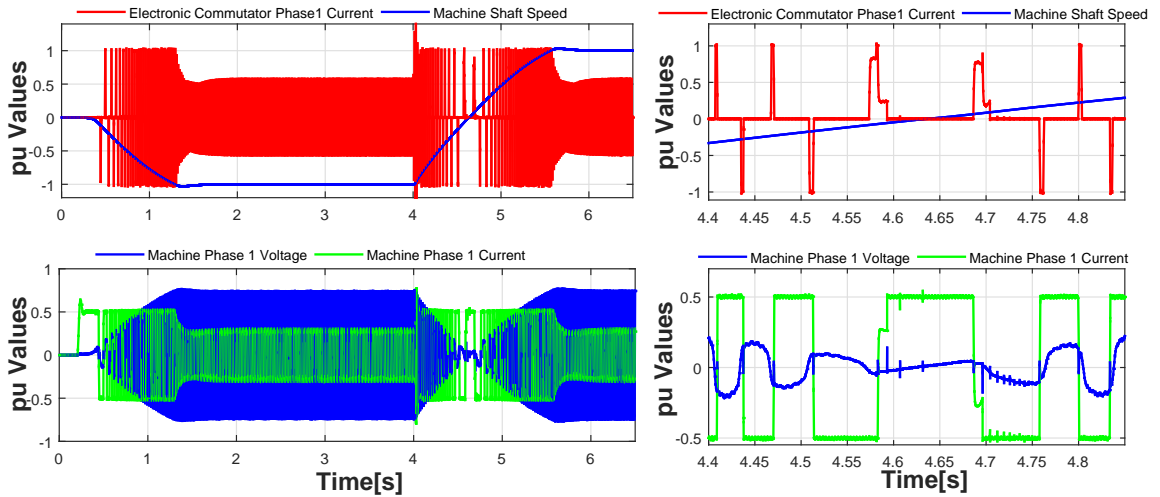 Electronic Commutator Phase1 Current Machine Shaft Speed
pu Values
1
0.5
0
-0.5
-1
0 1 2 3 4 5 6
Electronic Commutator Phase1 Current Machine Shaft Speed
pu Values
1
0.5
0
-0.5
-1
4.4 4.45 4.5 4.55 4.6 4.65 4.7 4.75 4.8
Machine Phase 1 Voltage Machine Phase 1 Current
pu Values
1
0.5
0
-0.5
-1
0 1 2 3 4 5 6
Time[s]
Machine Phase 1 Voltage Machine Phase 1 Current
pu Values
0.5
0
-0.5
4.4 4.45 4.5 4.55 4.6 4.65 4.7 4.75 4.8
Time[s]